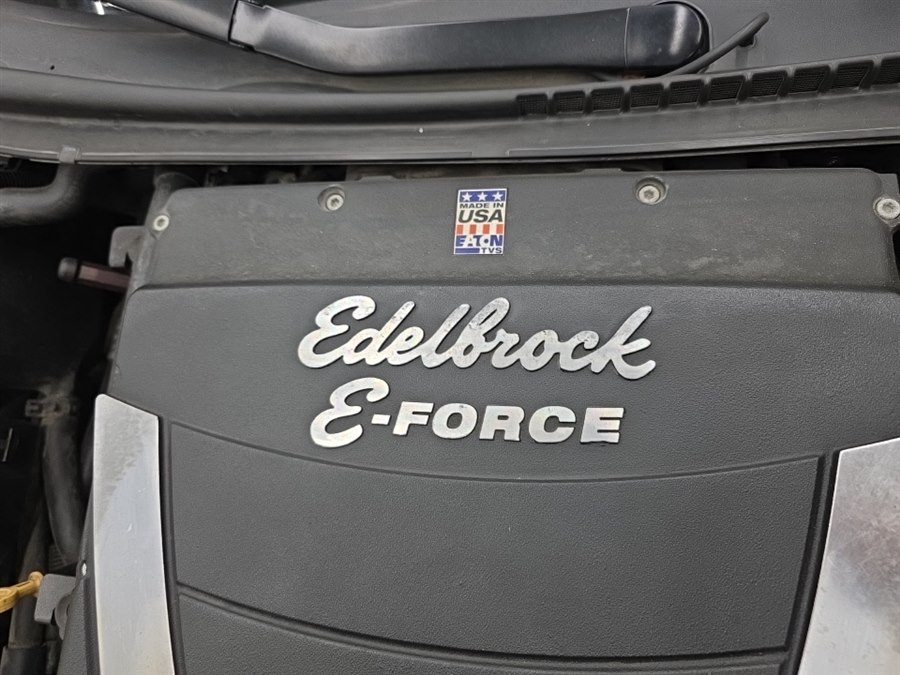 MADE IN
USA
EATON
TVS
Edelbrock
E-FORCE